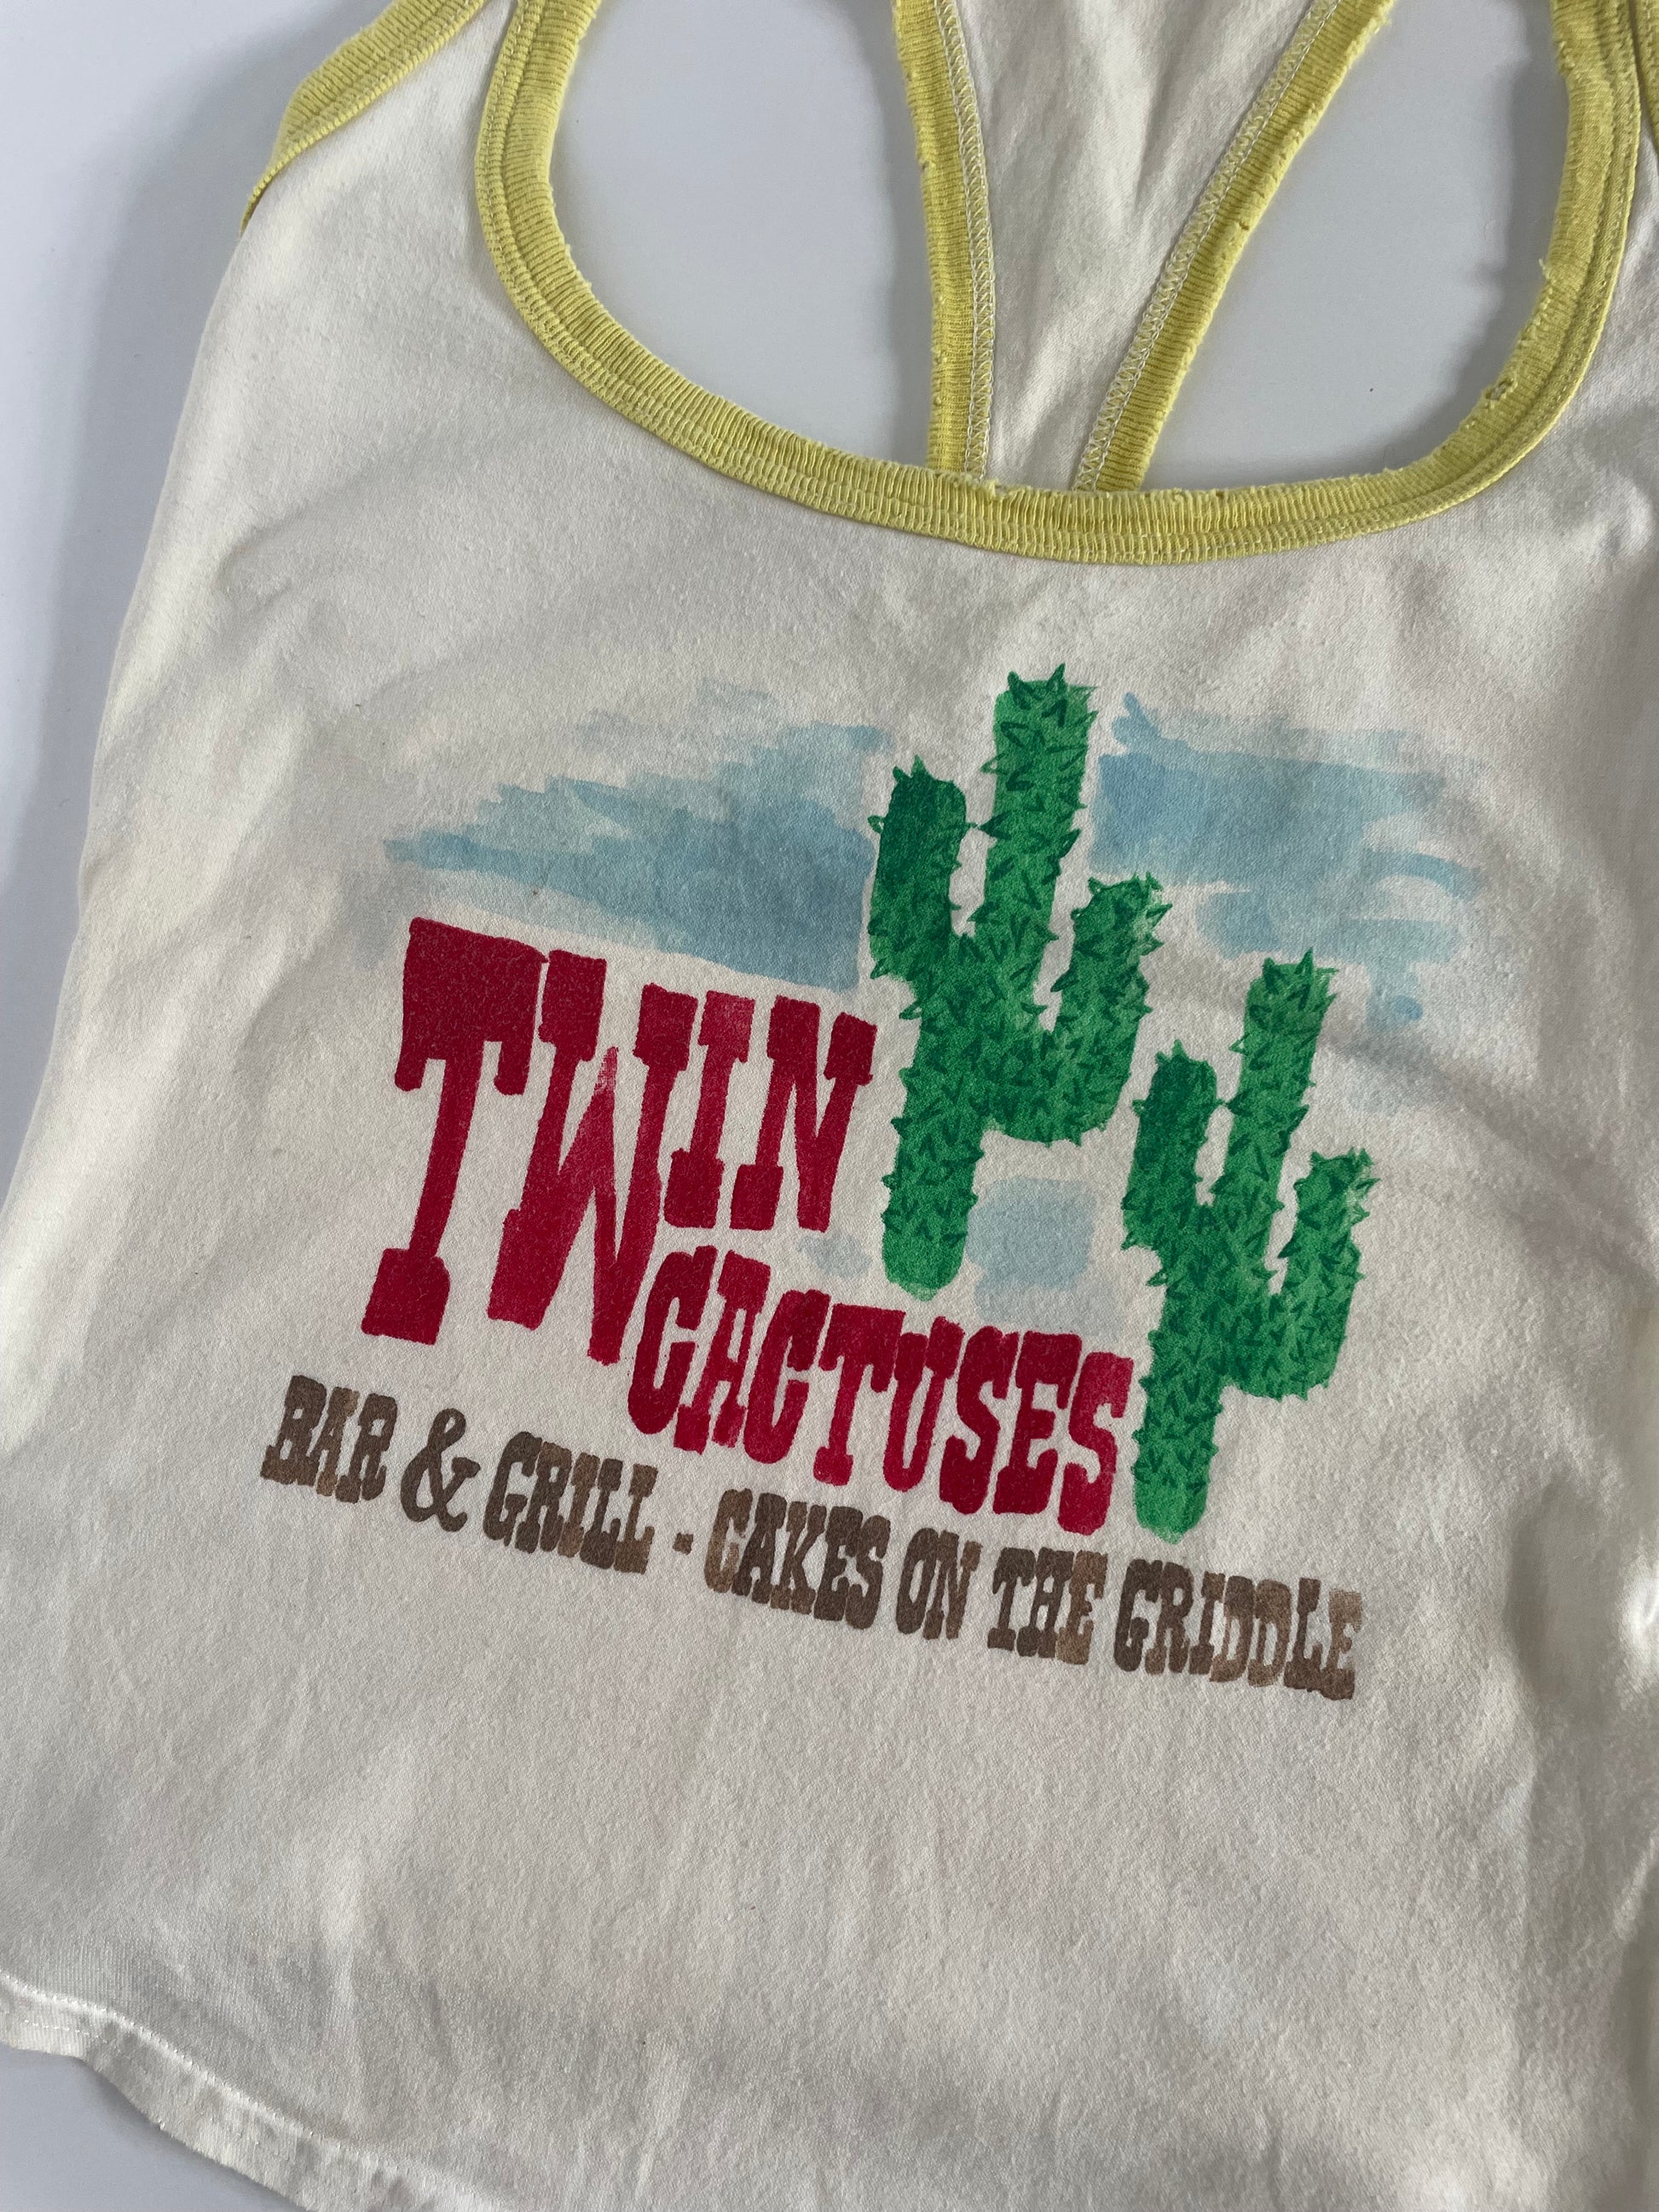 TWIN
CACTUSES
BAR & GRILL - CAKES ON THE GRIDDLE